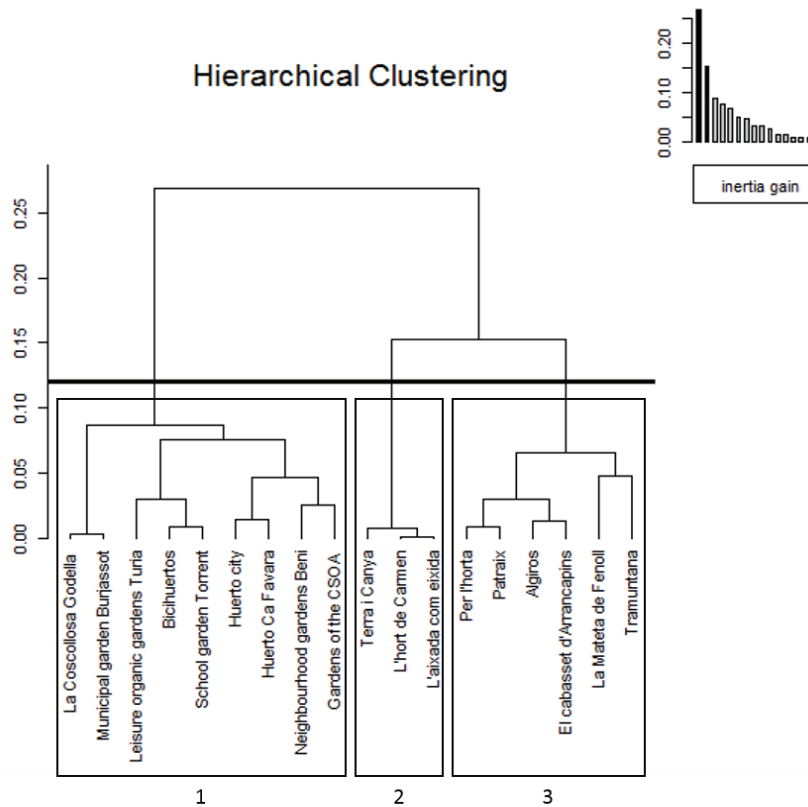 Hierarchical Clustering
0.20
0.10
0.00
inertia gain
0.25
0.20
0.15
0.10
0.05
0.00
La Coscollosa Godella
Municipal garden Burjassot
Leisure organic gardens Turia
Bicihuertos
School garden Torrent
Huerto city
Huerto Ca Favara
Neighbourhood gardens Beni
Gardens of the CSO A
Terra i Canya
L'hort de Carmen
L'aixada com eixida
Per l'horta
Patraix
Algiros
El cabasset d'Arrancapins
La Mateta de Fenoll
Tramuntana
1
2
3